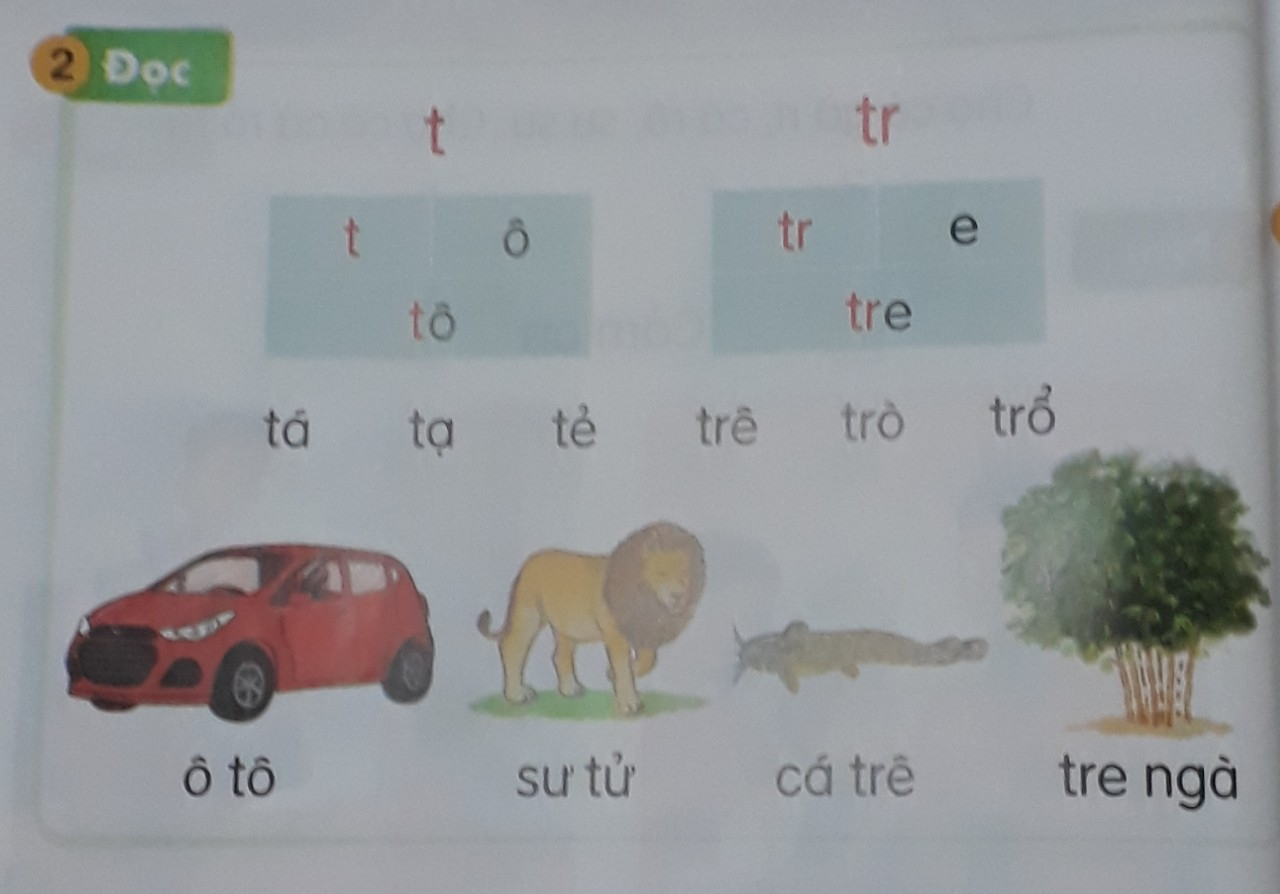 2 Đọc
t tr
t ô tr e
tô tre
tá tạ tẻ trê trò trổ
ô tô sư tử cá trê tre ngà